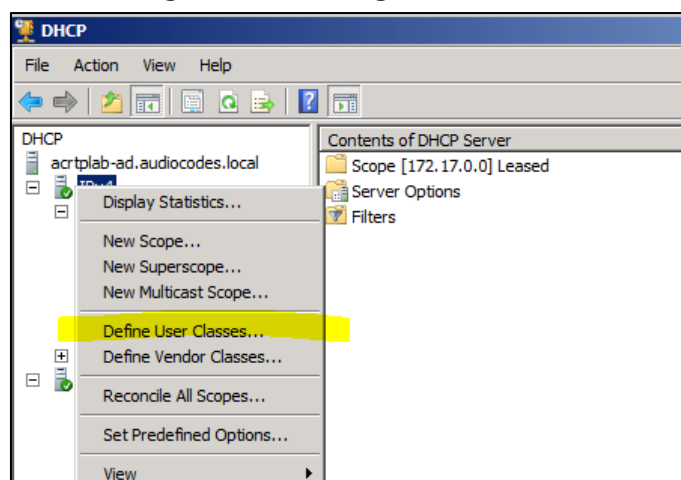 DHCP
File Action View Help
DHCP
acrtplab-ad.audiocodes.local
Contents of DHCP Server
Scope [172.17.0.0] Leased
Server Options
Filters
IPv4
Display Statistics...
New Scope...
New Superscope...
New Multicast Scope...
Define User Classes...
Define Vendor Classes...
Reconcile All Scopes...
Set Predefined Options...
View